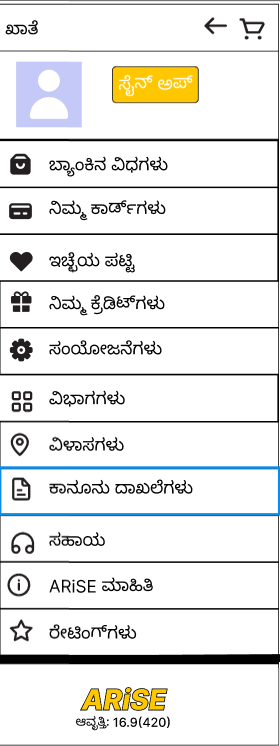 ಖಾತೆ
ಸೈನ್ ಅಪ್
ಬ್ಯಾಂಕಿನ ವಿಧಗಳು
ನಿಮ್ಮ ಕಾರ್ಡ್‌ಗಳು
ಇಚ್ಛೆಯ ಪಟ್ಟಿ
ನಿಮ್ಮ ಕ್ರೆಡಿಟ್‌ಗಳು
ಸಂಯೋಜನೆಗಳು
ವಿಭಾಗಗಳು
ವಿಳಾಸಗಳು
ಕಾನೂನು ದಾಖಲೆಗಳು
ಸಹಾಯ
ARiSE ಮಾಹಿತಿ
ರೇಟಿಂಗ್‌ಗಳು
ARiSE
ಆವೃತ್ತಿ: 16.9(420)